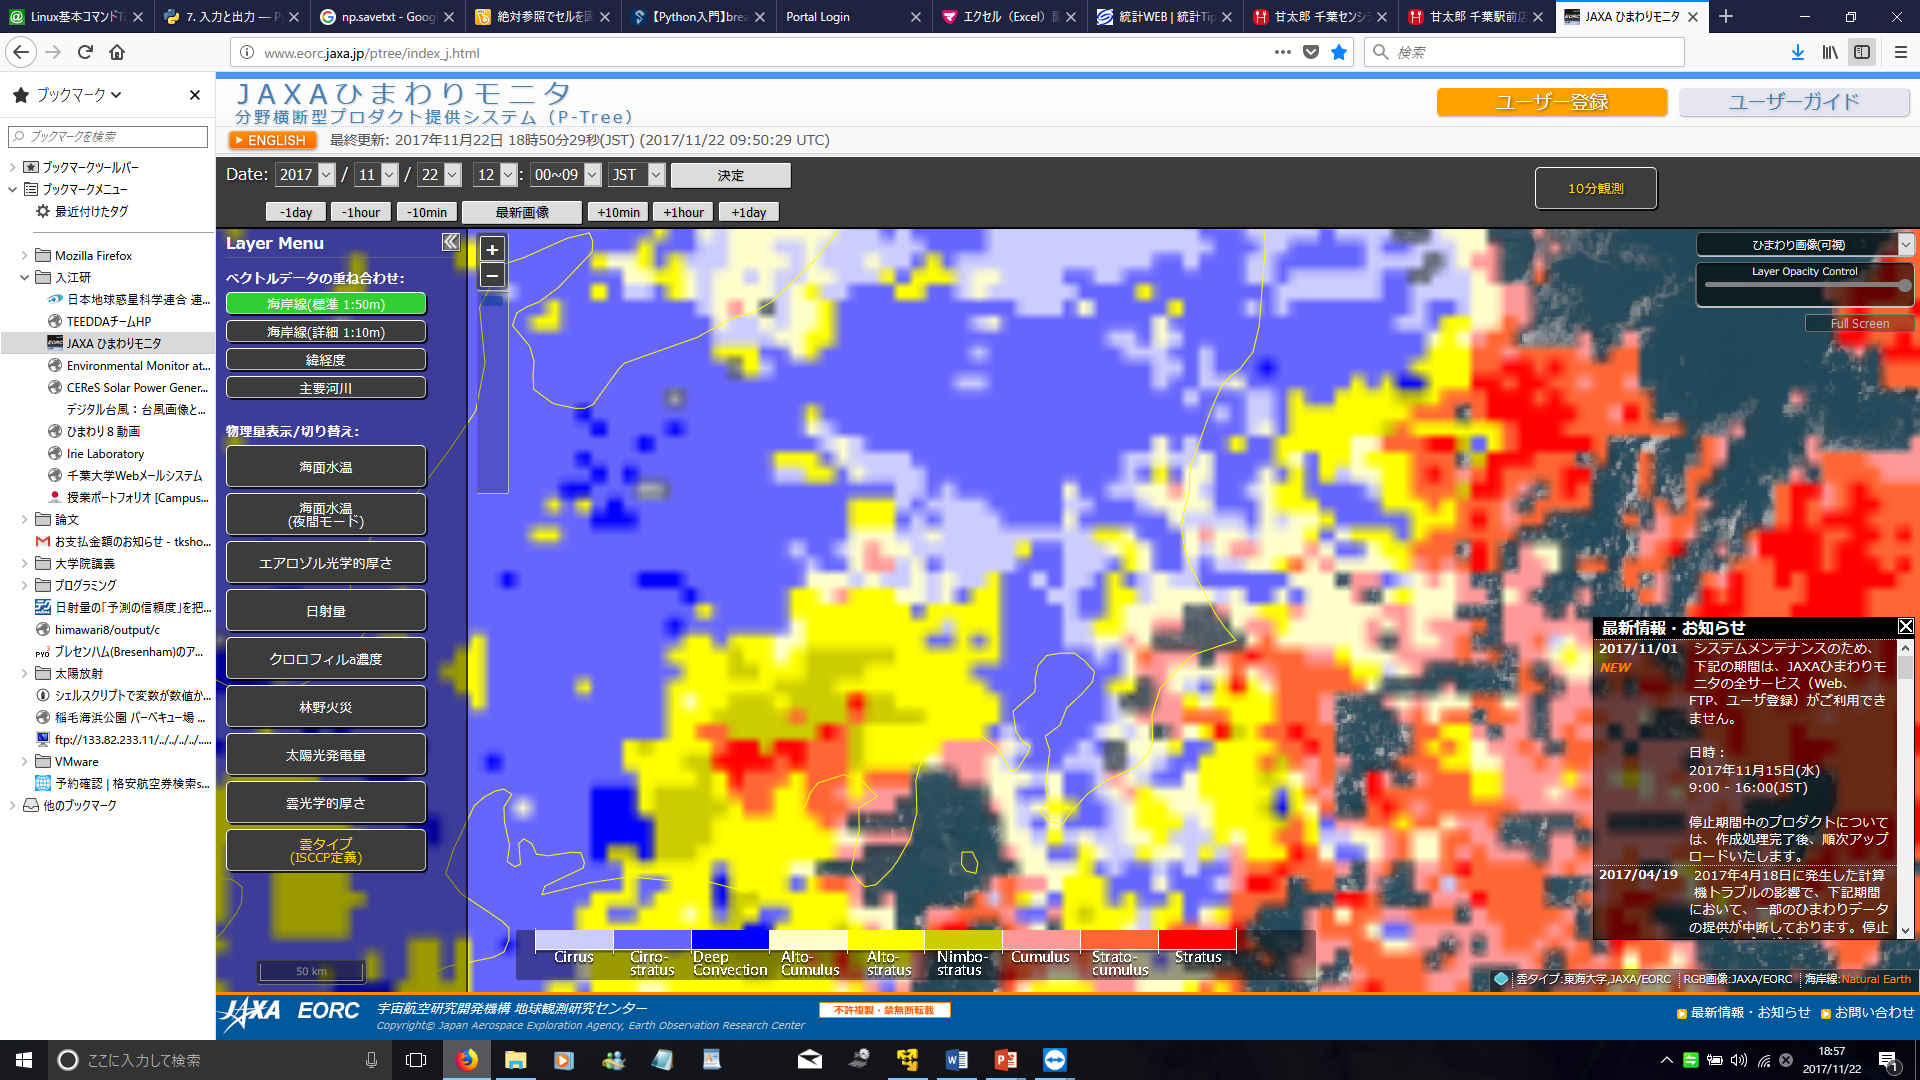 Linux基本コマンドTi
7. 入力と出力 — Py
np.savetxt - Goog
絶対参照でセルを固
【Python入門】brea
Portal Login
エクセル（Excel）関
統計WEB | 統計Tip
甘太郎 千葉センシテ
甘太郎 千葉駅前店
JAXA ひまわりモニタ
www.eorc.jaxa.jp/ptree/index_j.html
検索
ブックマーク
ブックマークを検索
ブックマークツールバー
ブックマークメニュー
最近付けたタグ
Mozilla Firefox
入江研
日本地球惑星科学連合 連...
TEEDDAチームHP
JAXA ひまわりモニタ
Environmental Monitor at...
CEReS Solar Power Gener...
デジタル台風：台風画像と...
ひまわり８動画
Irie Laboratory
千葉大学Webメールシステム
授業ポートフォリオ [Campus...
論文
お支払金額のお知らせ - tksho...
大学院講義
プログラミング
日射量の「予測の信頼度」を把...
himawari8/output/c
ブレセンハム(Bresenham)のア...
太陽放射
シェルスクリプトで変数が数値か...
稲毛海浜公園 バーベキュー場 ...
ftp://133.82.233.11/../../../../.....
VMware
予約確認 | 格安航空券検索s...
他のブックマーク
JAXAひまわりモニタ
分野横断型プロダクト提供システム（P-Tree）
ユーザー登録
ユーザーガイド
ENGLISH
最終更新: 2017年11月22日 18時50分29秒(JST) (2017/11/22 09:50:29 UTC)
Date: 2017 / 11 / 22 12 : 00~09 JST 決定
-1day -1hour -10min 最新画像 +10min +1hour +1day
10分観測
Layer Menu
ベクトルデータの重ね合わせ:
海岸線(標準 1:50m)
海岸線(詳細 1:10m)
緯経度
主要河川
物理量表示/切り替え:
海面水温
海面水温
(夜間モード)
エアロゾル光学的厚さ
日射量
クロロフィルa濃度
林野火災
太陽光発電量
雲光学的厚さ
雲タイプ
(ISCCP定義)
50 km
+
−
ひまわり画像(可視)
Layer Opacity Control
Full Screen
最新情報・お知らせ
2017/11/01
NEW
システムメンテナンスのため、
下記の期間は、JAXAひまわりモ
ニタの全サービス（Web、
FTP、ユーザ登録）がご利用でき
ません。
日時：
2017年11月15日(水)
9:00 - 16:00(JST)
停止期間中のプロダクトについて
は、作成処理完了後、順次アップ
ロードいたします。
2017/04/19
2017年4月18日に発生した計算
機トラブルの影響で、下記期間
において、一部のひまわりデータ
の提供が中断しております。停止
Cirrus
Cirro-
stratus
Deep
Convection
Alto-
Cumulus
Alto-
stratus
Nimbo-
stratus
Cumulus
Strato-
cumulus
Stratus
雲タイプ:東海大学,JAXA/EORC
RGB画像:JAXA/EORC
海岸線:Natural Earth
JAXA EORC
宇宙航空研究開発機構 地球観測研究センター
Copyright© Japan Aerospace Exploration Agency, Earth Observation Research Center
不許複製・禁無断転載
最新情報・お知らせ
お問い合わせ
ここに入力して検索
18:57
2017/11/22
1